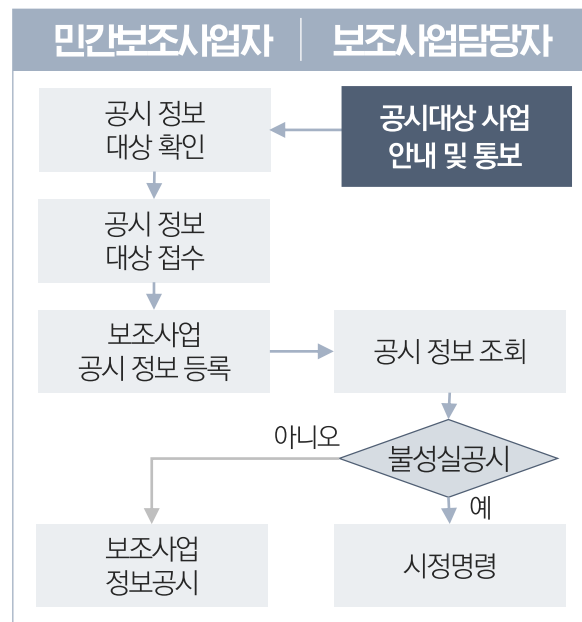 민간보조사업자
보조사업담당자
공시 정보
대상 확인
공시대상 사업
안내 및 통보
공시 정보
대상 접수
보조사업
공시 정보 등록
공시 정보 조회
아니오
불성실공시
예
보조사업
정보공시
시정명령